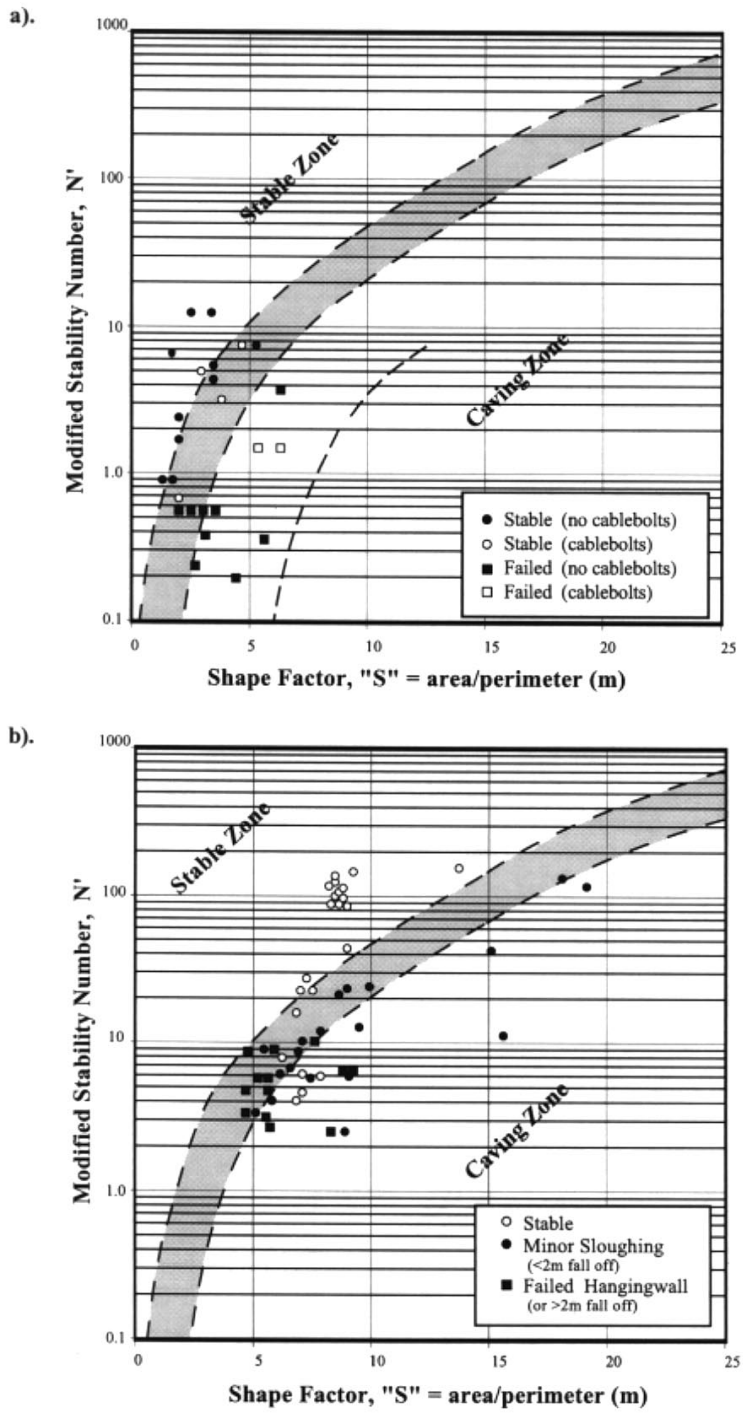 a).
1000
100
10
1.0
0.1
Modified Stability Number, N'
Stable Zone
Caving Zone
Stable (no cablebolts)
Stable (cablebolts)
Failed (no cablebolts)
Failed (cablebolts)
0 5 10 15 20 25
Shape Factor, "S" = area/perimeter (m)
b).
1000
100
10
1.0
0.1
Modified Stability Number, N'
Stable Zone
Caving Zone
Stable
Minor Sloughing
(<2m fall off)
Failed Hangingwall
(or >2m fall off)
0 5 10 15 20 25
Shape Factor, "S" = area/perimeter (m)